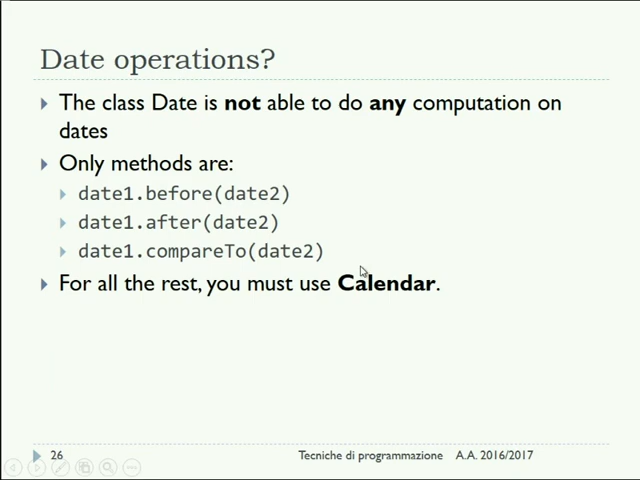 Date operations?
The class Date is not able to do any computation on
dates
Only methods are:
date1.before(date2)
date1.after(date2)
date1.compareTo(date2)
For all the rest, you must use Calendar.
26
Tecniche di programmazione A.A. 2016/2017